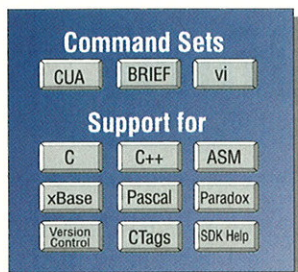 Command Sets
CUA BRIEF vi
Support for
C C++ ASM
xBase Pascal Paradox
Version Control CTags SDK Help